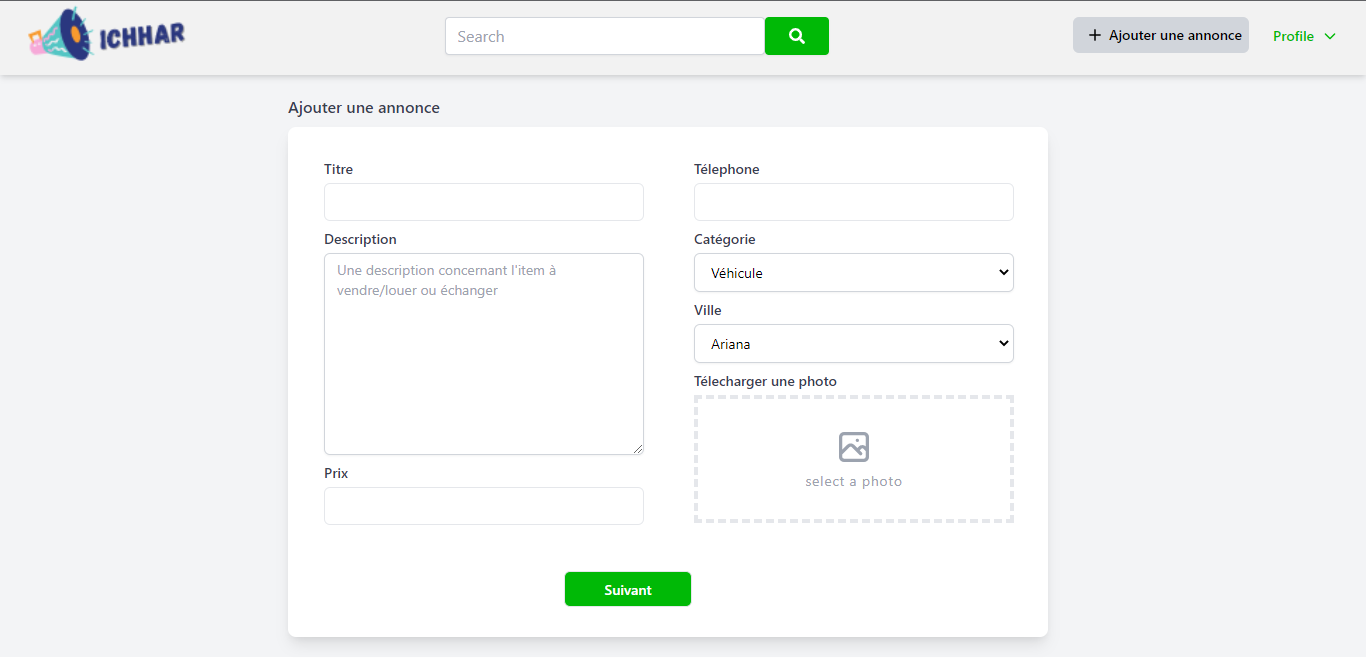 ICHHAR
Search
+ Ajouter une annonce
Profile
Ajouter une annonce
Titre
Description
Une description concernant l'item à
vendre/louer ou échanger
Prix
Télephone
Catégorie
Véhicule
Ville
Ariana
Télecharger une photo
select a photo
Suivant